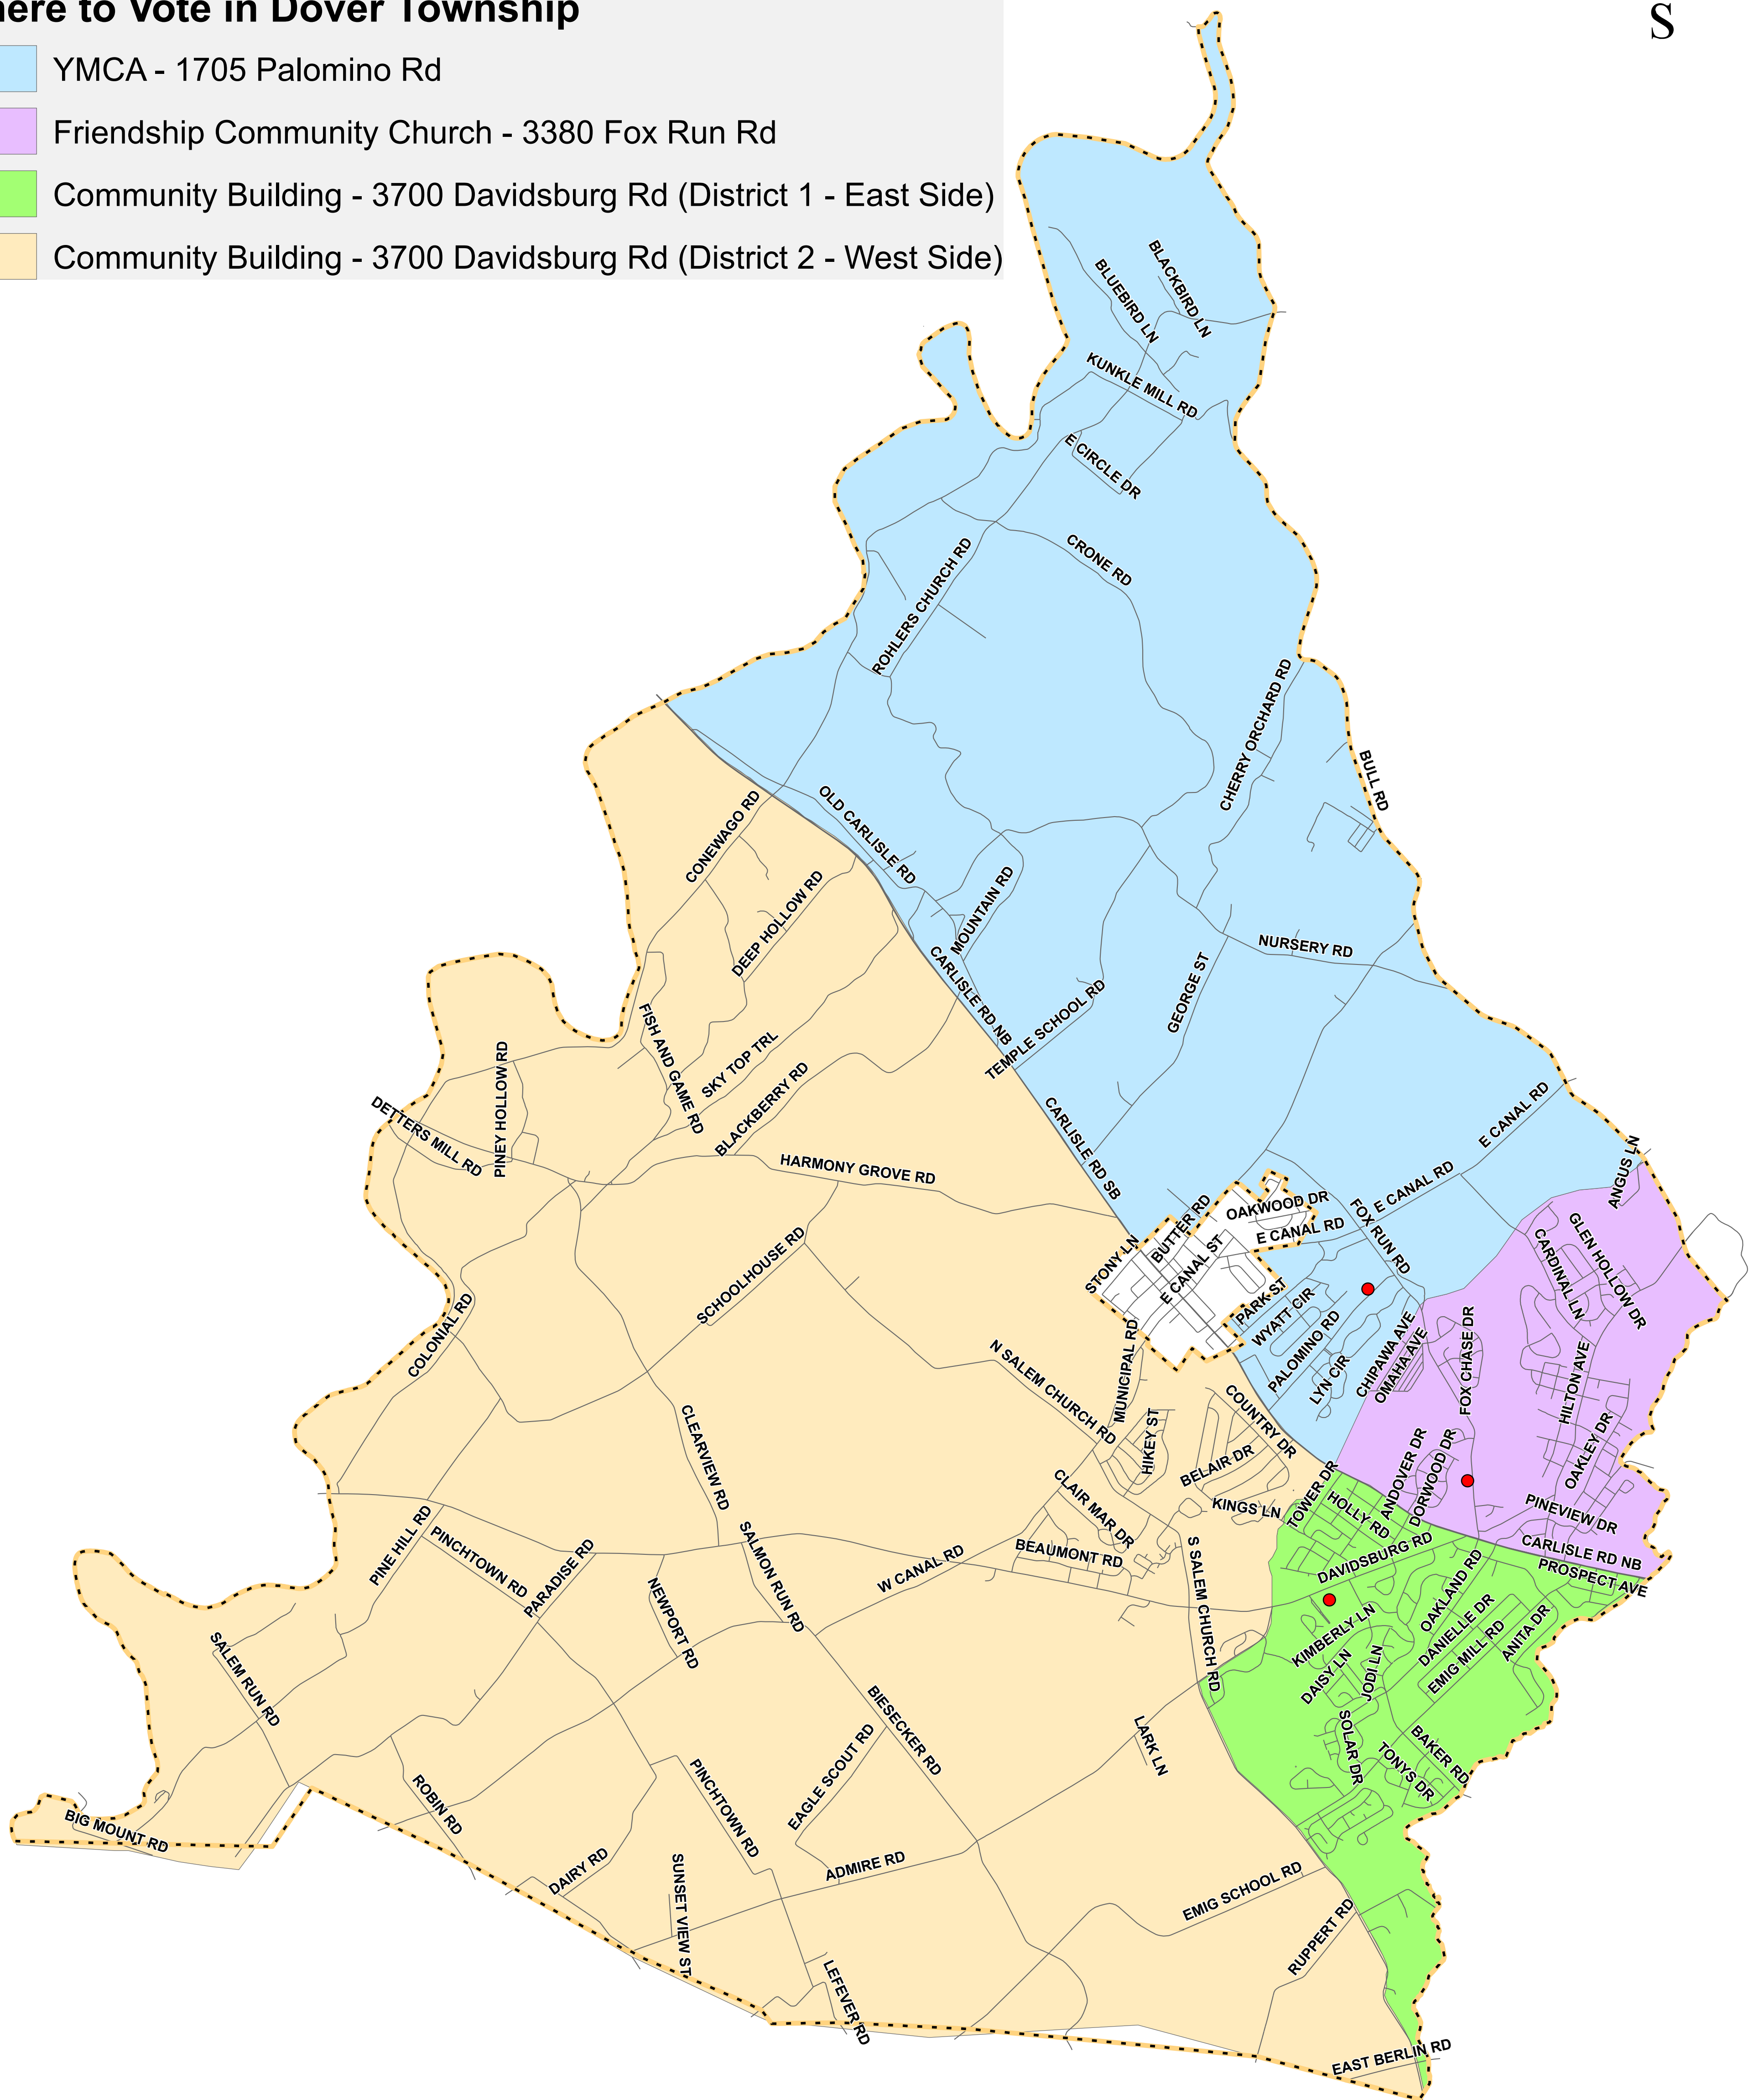 here to Vote in Dover Township
S
YMCA - 1705 Palomino Rd
Friendship Community Church - 3380 Fox Run Rd
Community Building - 3700 Davidsburg Rd (District 1 - East Side)
Community Building - 3700 Davidsburg Rd (District 2 - West Side)
BLACKBIRD LN
BLUEBIRD LN
KUNKLE MILL RD
E CIRCLE DR
CRONE RD
ROHLERS CHURCH RD
CHERRY ORCHARD RD
BULL RD
CONEWAGO RD
OLD CARLISLE RD
DEEP HOLLOW RD
MOUNTAIN RD
NURSERY RD
CARLISLE RD NB
GEORGE ST
TEMPLE SCHOOL RD
FISH AND GAME RD
SKY TOP TRL
PINEY HOLLOW RD
BLACKBERRY RD
DETTERS MILL RD
CARLISLE RD SB
E CANAL RD
HARMONY GROVE RD
ANGUS LN
E CANAL RD
OAKWOOD DR
BUTTER RD
E CANAL RD
FOX RUN RD
STONY LN
E CANAL ST
GLEN HOLLOW DR
CARDINAL LN
SCHOOLHOUSE RD
PARK ST
WYATT CIR
PALOMINO RD
COLONIAL RD
LYN CIR
CHIPAWA AVE
OMAHA AVE
FOX CHASE DR
HILTON AVE
MUNICIPAL RD
N SALEM CHURCH RD
COUNTRY DR
HIKEY ST
BELAIR DR
OAKLEY DR
CLEARVIEW RD
ANDOVER DR
DORWOOD DR
TOWER DR
KINGS LN
HOLLY RD
CLAIR MAR DR
PINEVIEW DR
PINE HILL RD
PINCHTOWN RD
PARADISE RD
SALMON RUN RD
W CANAL RD
BEAUMONT RD
S SALEM CHURCH RD
DAVIDSBURG RD
CARLISLE RD NB
PROSPECT AVE
NEWPORT RD
OAKLAND RD
KIMBERLY LN
DANIELLE DR
EMIG MILL RD
ANITA DR
DAISY LN
JODI LN
SALEM RUN RD
BIESECKER RD
LARK LN
SOLAR DR
BAKER RD
TONYS DR
EAGLE SCOUT RD
PINCHTOWN RD
ROBIN RD
BIG MOUNT RD
DAIRY RD
ADMIRE RD
SUNSET VIEW ST
EMIG SCHOOL RD
RUPPERT RD
LEFEVER RD
EAST BERLIN RD